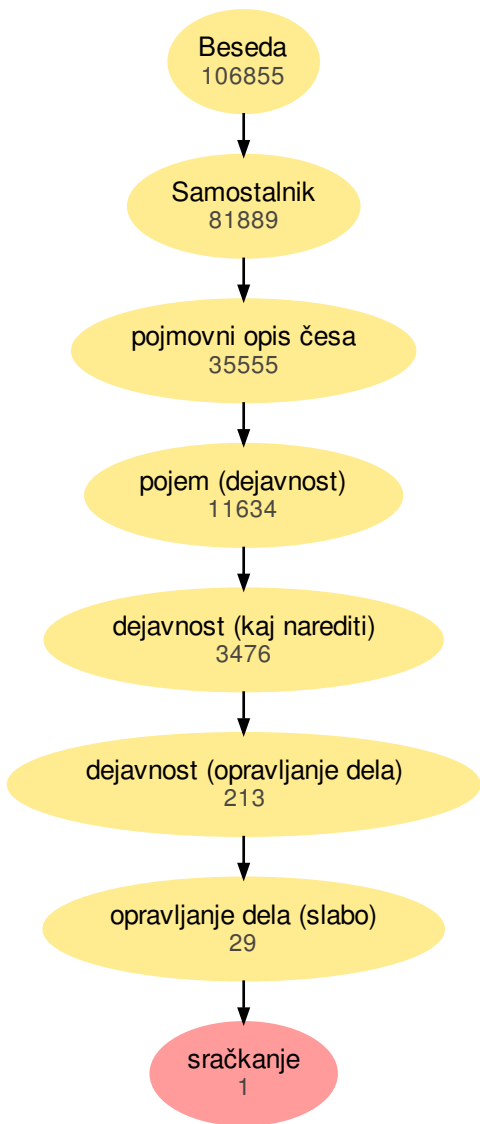 Beseda
106855
Samostalnik
81889
pojmovni opis česa
35555
pojem (dejavnost)
11634
dejavnost (kaj narediti)
3476
dejavnost (opravljanje dela)
213
opravljanje dela (slabo)
29
sračkanje
1